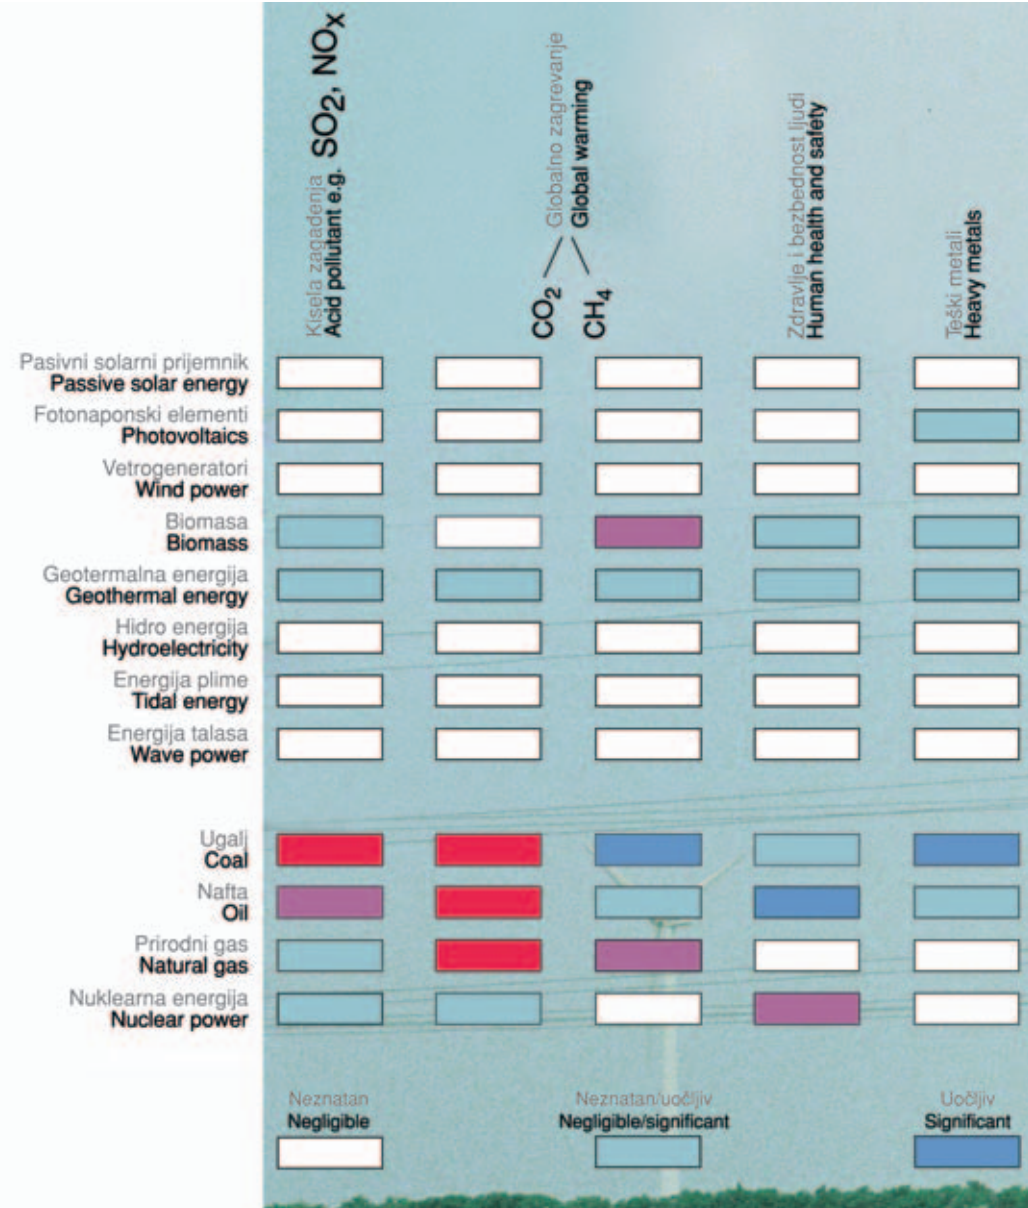 Kisela zagađenja
Acid pollutant e.g. SO2, NOx
Globalno zagrevanje
Global warming
CO2
CH4
Zdravlje i bezbednost ljudi
Human health and safety
Teški metali
Heavy metals
Pasivni solarni prijemnik
Passive solar energy
Fotonaponski elementi
Photovoltaics
Vetrogeneratori
Wind power
Biomasa
Biomass
Geotermalna energija
Geothermal energy
Hidro energija
Hydroelectricity
Energija plime
Tidal energy
Energija talasa
Wave power
Ugalj
Coal
Nafta
Oil
Prirodni gas
Natural gas
Nuklearna energija
Nuclear power
Neznatan
Negligible
Neznatan/uočljiv
Negligible/significant
Uočljiv
Significant